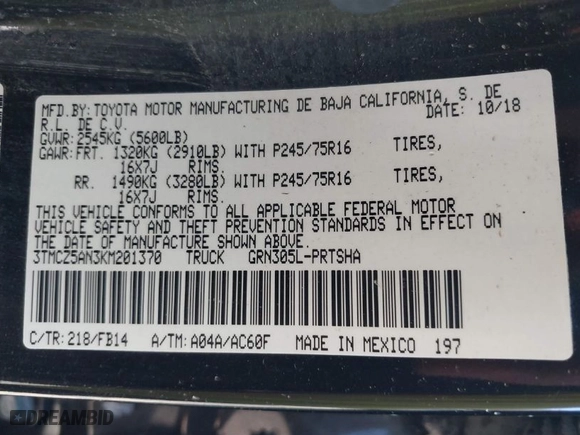 MFD.BY: TOYOTA MOTOR MANUFACTURING DE BAJA CALIFORNIA, S. DE
R.L. DE C.V. DATE: 10/18
GVWR: 2545KG (5600LB)
GAWR: FRT. 1320KG (2910LB) WITH P245/75R16 TIRES,
16X7J RIMS.
RR. 1490KG (3280LB) WITH P245/75R16 TIRES,
16X7J RIMS.
THIS VEHICLE CONFORMS TO ALL APPLICABLE FEDERAL MOTOR
VEHICLE SAFETY AND THEFT PREVENTION STANDARDS IN EFFECT ON
THE DATE OF MANUFACTURE SHOWN ABOVE.
3TMCZ5AN3KM201370 TRUCK GRN305L-PRTSHA
C/TR: 218/FB14 A/TM: A04A/AC60F MADE IN MEXICO 197
DREAMBID